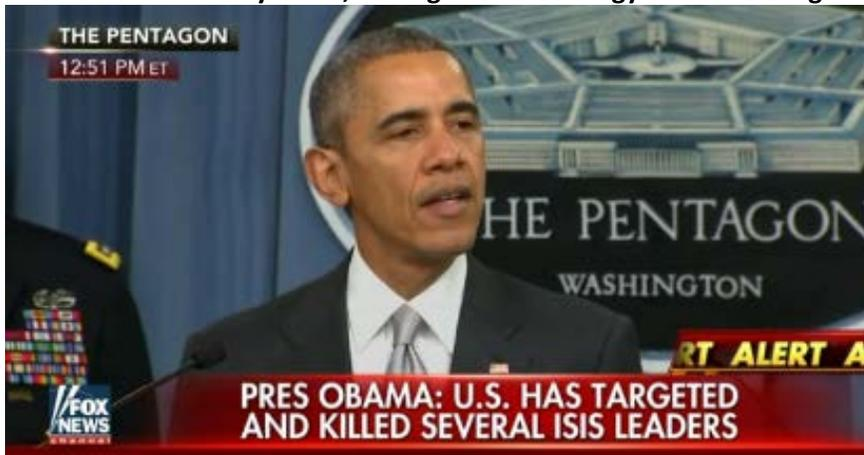 THE PENTAGON
12:51 PM ET
HE PENTAGON
WASHINGTON
RT ALERT A
FOX
NEWS
channel
PRES OBAMA: U.S. HAS TARGETED
AND KILLED SEVERAL ISIS LEADERS